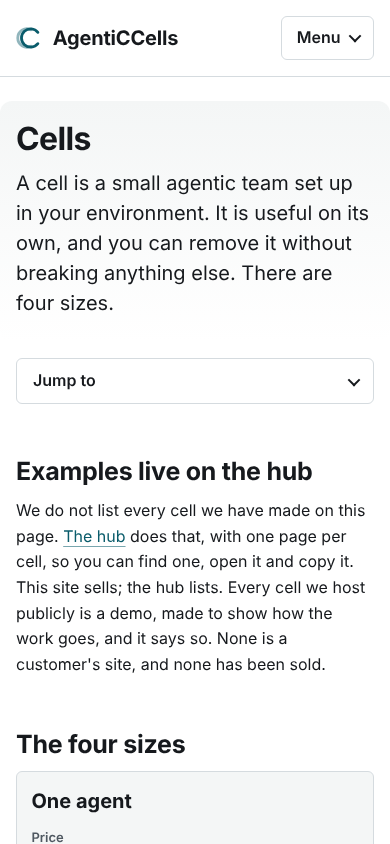 AgentiCCells
Menu
Cells
A cell is a small agentic team set up
in your environment. It is useful on its
own, and you can remove it without
breaking anything else. There are
four sizes.
Jump to
Examples live on the hub
We do not list every cell we have made on this
page. The hub does that, with one page per
cell, so you can find one, open it and copy it.
This site sells; the hub lists. Every cell we host
publicly is a demo, made to show how the
work goes, and it says so. None is a
customer's site, and none has been sold.
The four sizes
One agent
Price